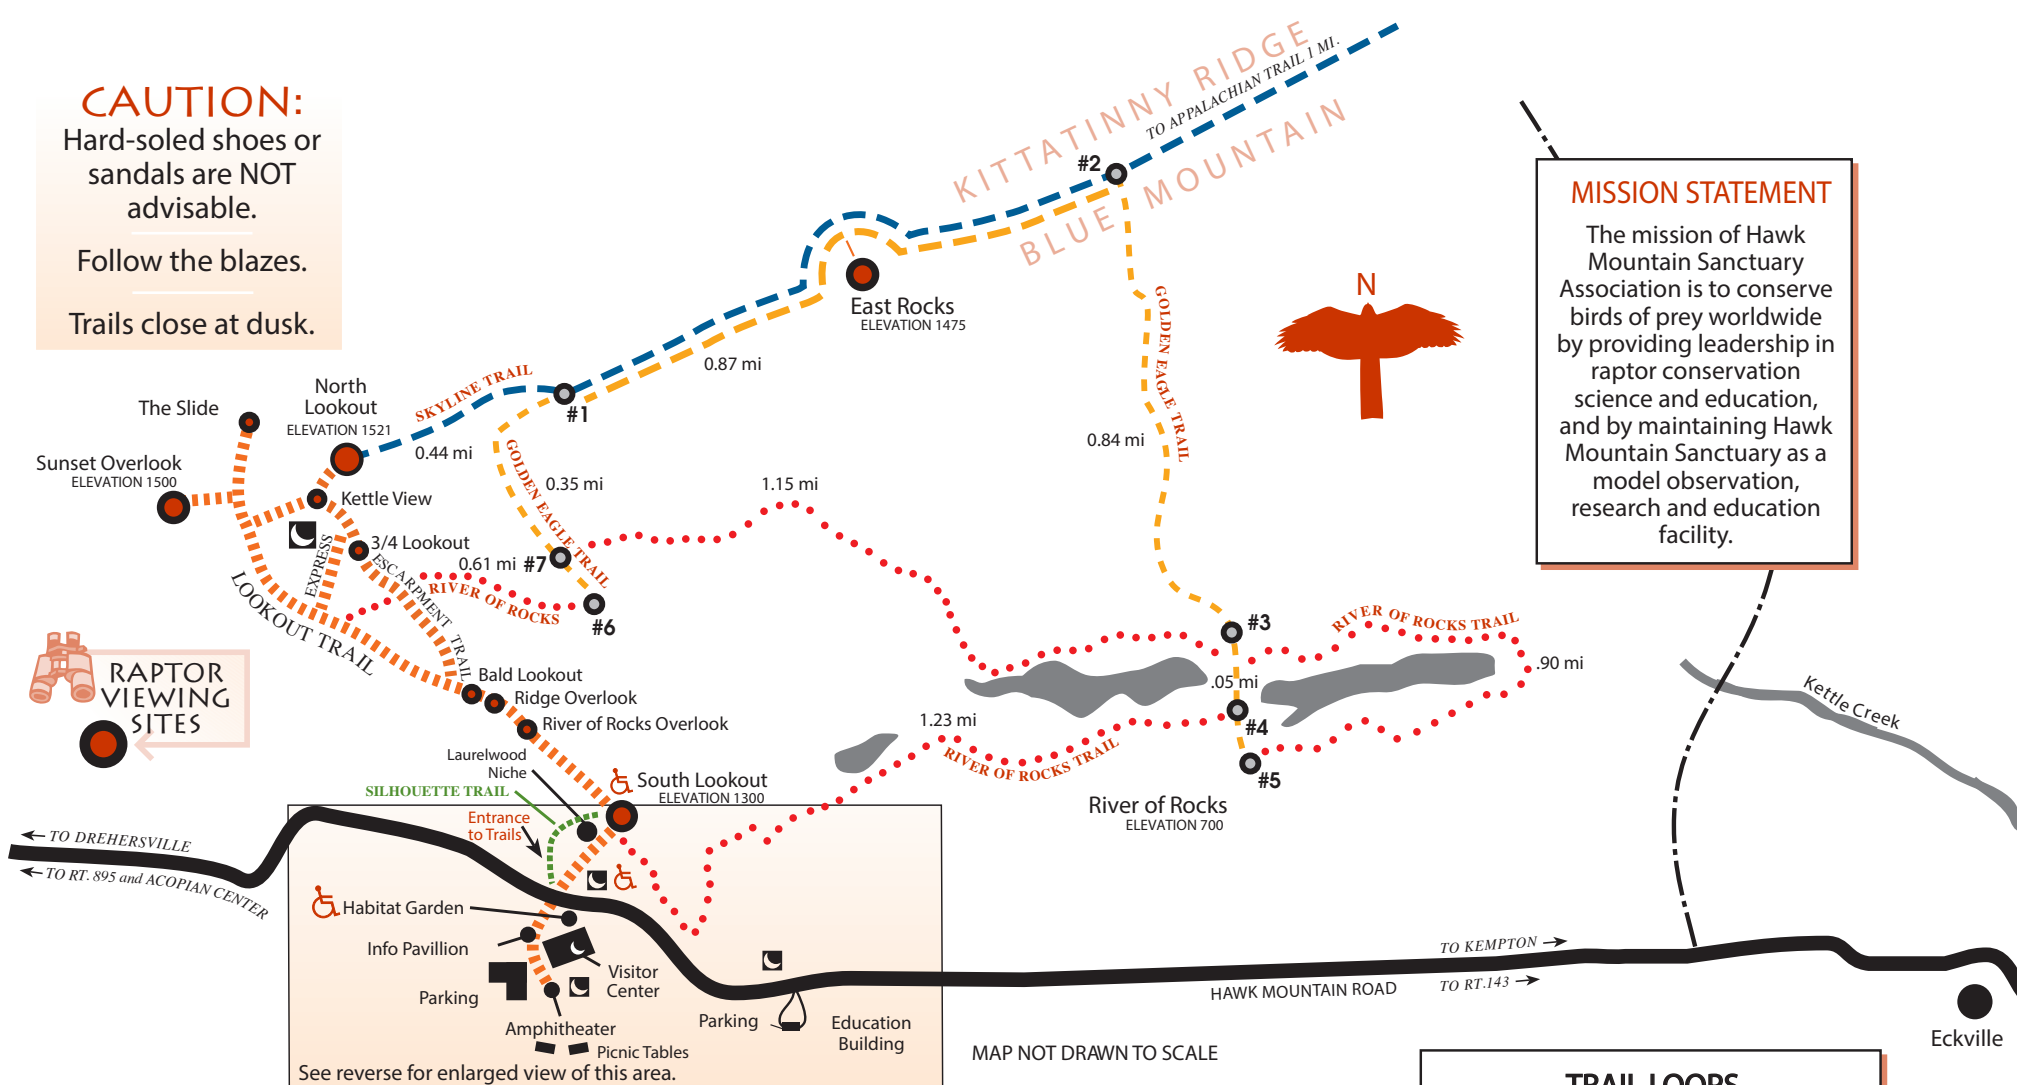 CAUTION:
Hard-soled shoes or
sandals are NOT
advisable.
Follow the blazes.
Trails close at dusk.
KITTATINNY RIDGE
TO APPALACHIAN TRAIL 1 MI.
BLUE MOUNTAIN
#2
East Rocks
ELEVATION 1475
0.87 mi
N
MISSION STATEMENT
The mission of Hawk
Mountain Sanctuary
Association is to conserve
birds of prey worldwide
by providing leadership in
raptor conservation
science and education,
and by maintaining Hawk
Mountain Sanctuary as a
model observation,
research and education
facility.
North
Lookout
ELEVATION 1521
SKYLINE TRAIL
#1
0.44 mi
The Slide
Sunset Overlook
ELEVATION 1500
Kettle View
GOLDEN EAGLE TRAIL
0.35 mi
1.15 mi
GOLDEN EAGLE TRAIL
0.84 mi
3/4 Lookout
0.61 mi
#7
EXPRESS
ESCARPMENT TRAIL
RIVER OF ROCKS
#6
LOOKOUT TRAIL
#3
RIVER OF ROCKS TRAIL
.90 mi
.05 mi
#4
#5
1.23 mi
RIVER OF ROCKS TRAIL
River of Rocks
ELEVATION 700
Kettle Creek
RAPTOR
VIEWING
SITES
Bald Lookout
Ridge Overlook
River of Rocks Overlook
Laurelwood
Niche
SILHOUETTE TRAIL
South Lookout
ELEVATION 1300
Entrance
to Trails
TO DREHERSVILLE
TO RT. 895 and ACOPIAN CENTER
Habitat Garden
Info Pavillion
Visitor
Center
Parking
Amphitheater
Picnic Tables
Parking
Education
Building
See reverse for enlarged view of this area.
MAP NOT DRAWN TO SCALE
HAWK MOUNTAIN ROAD
TO KEMPTON
TO RT.143
Eckville
TRAIL LOOPS